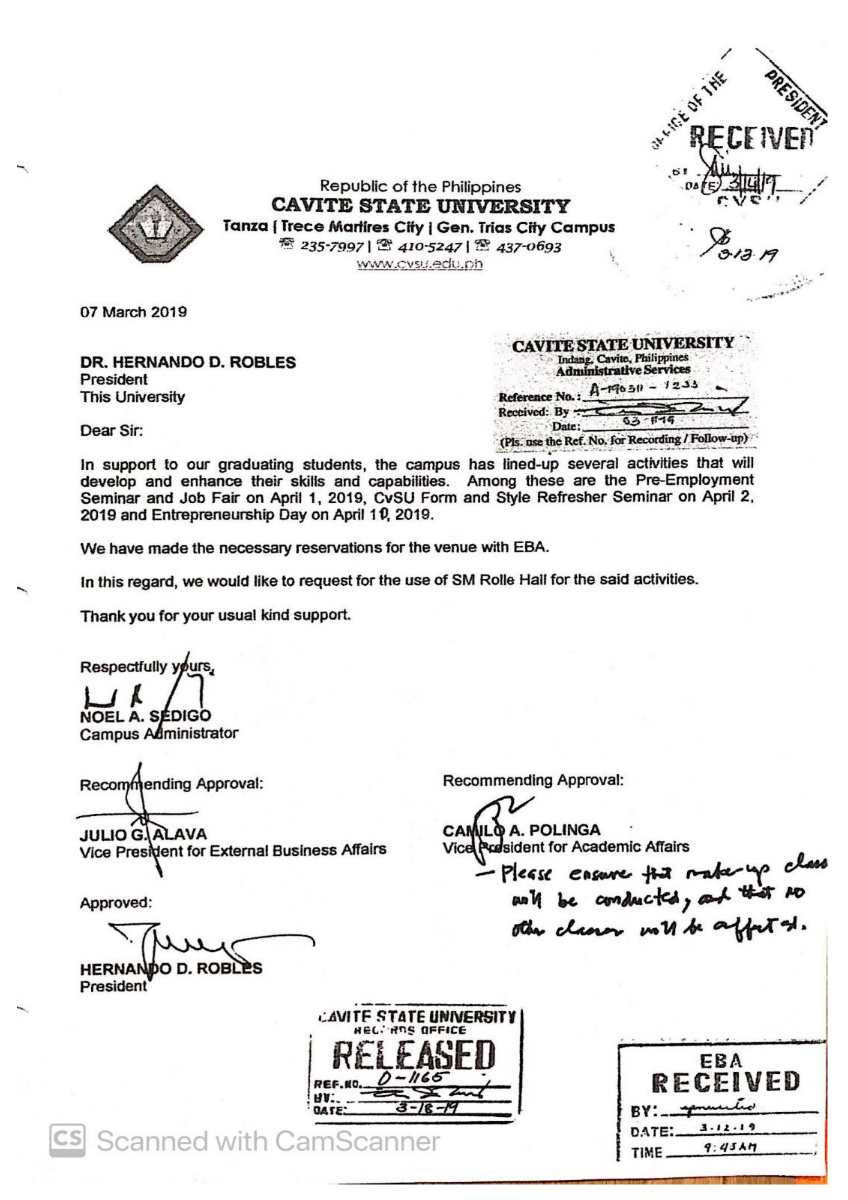 OFFICE OF THE PRESIDENT
RECEIVED
BY
DATE 3/14/19
CVSU
3-13-19
Republic of the Philippines
CAVITE STATE UNIVERSITY
Tanza | Trece Martires City | Gen. Trias City Campus
☎ 235-7997 | ☎ 410-5247 | ☎ 437-0693
www.cvsu.edu.ph
07 March 2019
CAVITE STATE UNIVERSITY
Indang, Cavite, Philippines
Administrative Services
Reference No.: A-190311-1233
Received: By
Date: 03-11-19
(Pls. use the Ref. No. for Recording / Follow-up)
DR. HERNANDO D. ROBLES
President
This University
Dear Sir:
In support to our graduating students, the campus has lined-up several activities that will
develop and enhance their skills and capabilities. Among these are the Pre-Employment
Seminar and Job Fair on April 1, 2019, CvSU Form and Style Refresher Seminar on April 2,
2019 and Entrepreneurship Day on April 10, 2019.
We have made the necessary reservations for the venue with EBA.
In this regard, we would like to request for the use of SM Rolle Hall for the said activities.
Thank you for your usual kind support.
Respectfully yours,
NOEL A. SEDIGO
Campus Administrator
Recommending Approval:
JULIO G. ALAVA
Vice President for External Business Affairs
Recommending Approval:
CAMILO A. POLINGA
Vice President for Academic Affairs
- Please ensure that make-up class
will be conducted, and that no
other classes will be affected.
Approved:
HERNANDO D. ROBLES
President
CAVITE STATE UNIVERSITY
RECORDS OFFICE
RELEASED
REF.NO. D-1165
BY:
DATE: 3-18-19
EBA
RECEIVED
BY:
DATE: 3-12-19
TIME 9:45AM
CS Scanned with CamScanner